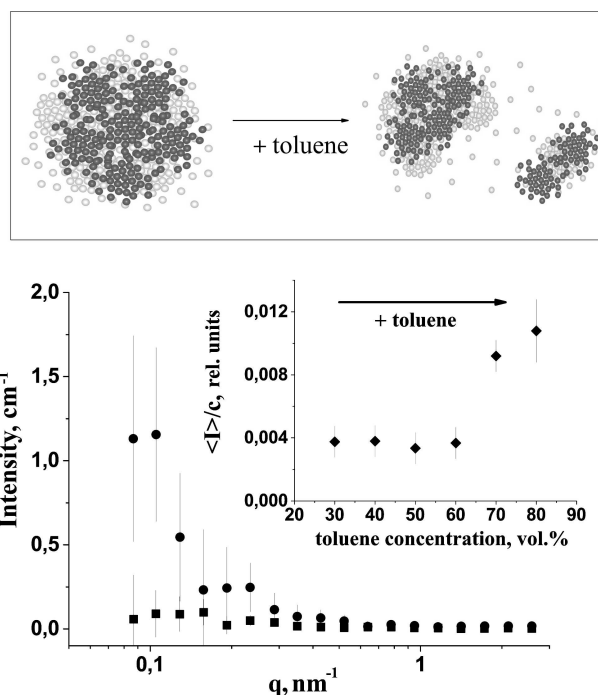 + toluene
2,0
1,5
1,0
0,5
0,0
Intensity, cm-1
0,1
1
q, nm-1
0,012
0,008
0,004
0,000
<I>/c, rel. units
+ toluene
20 30 40 50 60 70 80 90
toluene concentration, vol.%